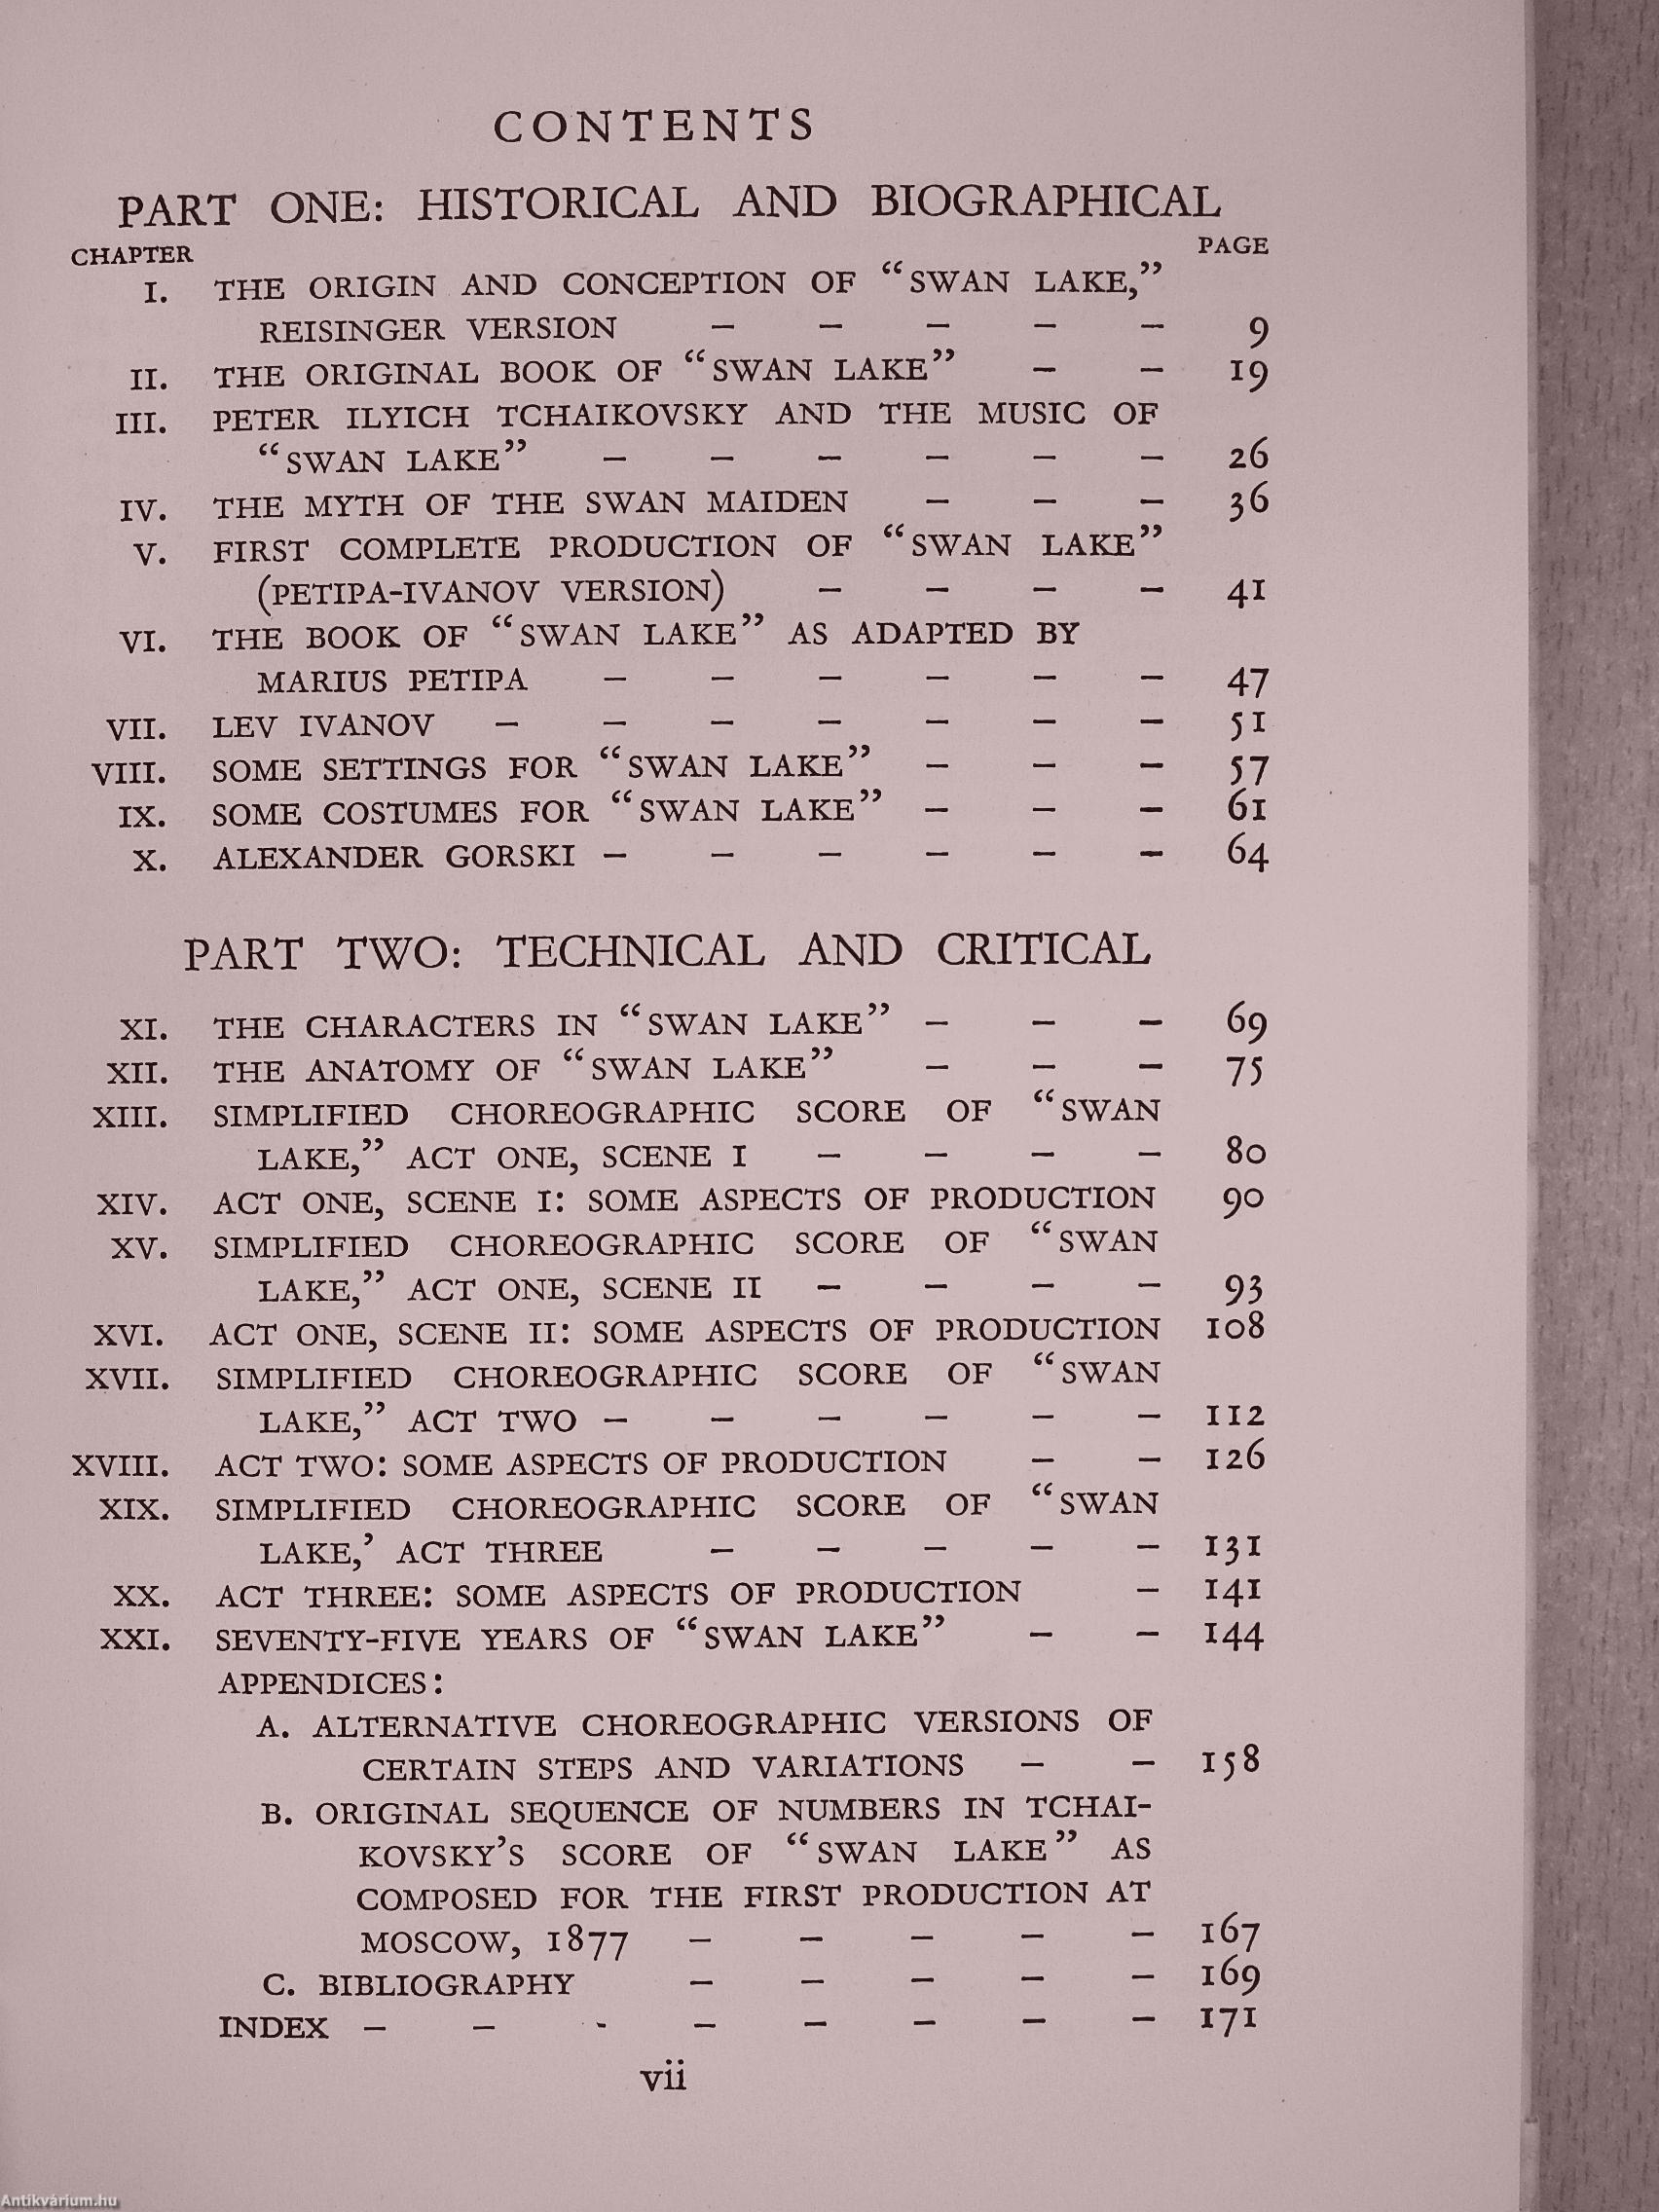 CONTENTS
PART ONE: HISTORICAL AND BIOGRAPHICAL
CHAPTER PAGE
I. THE ORIGIN AND CONCEPTION OF “SWAN LAKE,”
REISINGER VERSION – – – – – 9
II. THE ORIGINAL BOOK OF “SWAN LAKE” – – 19
III. PETER ILYICH TCHAIKOVSKY AND THE MUSIC OF
“SWAN LAKE” – – – – – – 26
IV. THE MYTH OF THE SWAN MAIDEN – – – 36
V. FIRST COMPLETE PRODUCTION OF “SWAN LAKE”
(PETIPA-IVANOV VERSION) – – – – 41
VI. THE BOOK OF “SWAN LAKE” AS ADAPTED BY
MARIUS PETIPA – – – – – – 47
VII. LEV IVANOV – – – – – – – 51
VIII. SOME SETTINGS FOR “SWAN LAKE” – – – 57
IX. SOME COSTUMES FOR “SWAN LAKE” – – – 61
X. ALEXANDER GORSKI – – – – – – 64
PART TWO: TECHNICAL AND CRITICAL
XI. THE CHARACTERS IN “SWAN LAKE” – – – 69
XII. THE ANATOMY OF “SWAN LAKE” – – – 75
XIII. SIMPLIFIED CHOREOGRAPHIC SCORE OF “SWAN
LAKE,” ACT ONE, SCENE I – – – – 80
XIV. ACT ONE, SCENE I: SOME ASPECTS OF PRODUCTION 90
XV. SIMPLIFIED CHOREOGRAPHIC SCORE OF “SWAN
LAKE,” ACT ONE, SCENE II – – – – 93
XVI. ACT ONE, SCENE II: SOME ASPECTS OF PRODUCTION 108
XVII. SIMPLIFIED CHOREOGRAPHIC SCORE OF “SWAN
LAKE,” ACT TWO – – – – – – 112
XVIII. ACT TWO: SOME ASPECTS OF PRODUCTION – – 126
XIX. SIMPLIFIED CHOREOGRAPHIC SCORE OF “SWAN
LAKE,’ ACT THREE – – – – – 131
XX. ACT THREE: SOME ASPECTS OF PRODUCTION – 141
XXI. SEVENTY-FIVE YEARS OF “SWAN LAKE” – – 144
APPENDICES:
A. ALTERNATIVE CHOREOGRAPHIC VERSIONS OF
CERTAIN STEPS AND VARIATIONS – – 158
B. ORIGINAL SEQUENCE OF NUMBERS IN TCHAI-
KOVSKY’S SCORE OF “SWAN LAKE” AS
COMPOSED FOR THE FIRST PRODUCTION AT
MOSCOW, 1877 – – – – – 167
C. BIBLIOGRAPHY – – – – – 169
INDEX – – - – – – – – 171
vii
Antikvárium.hu